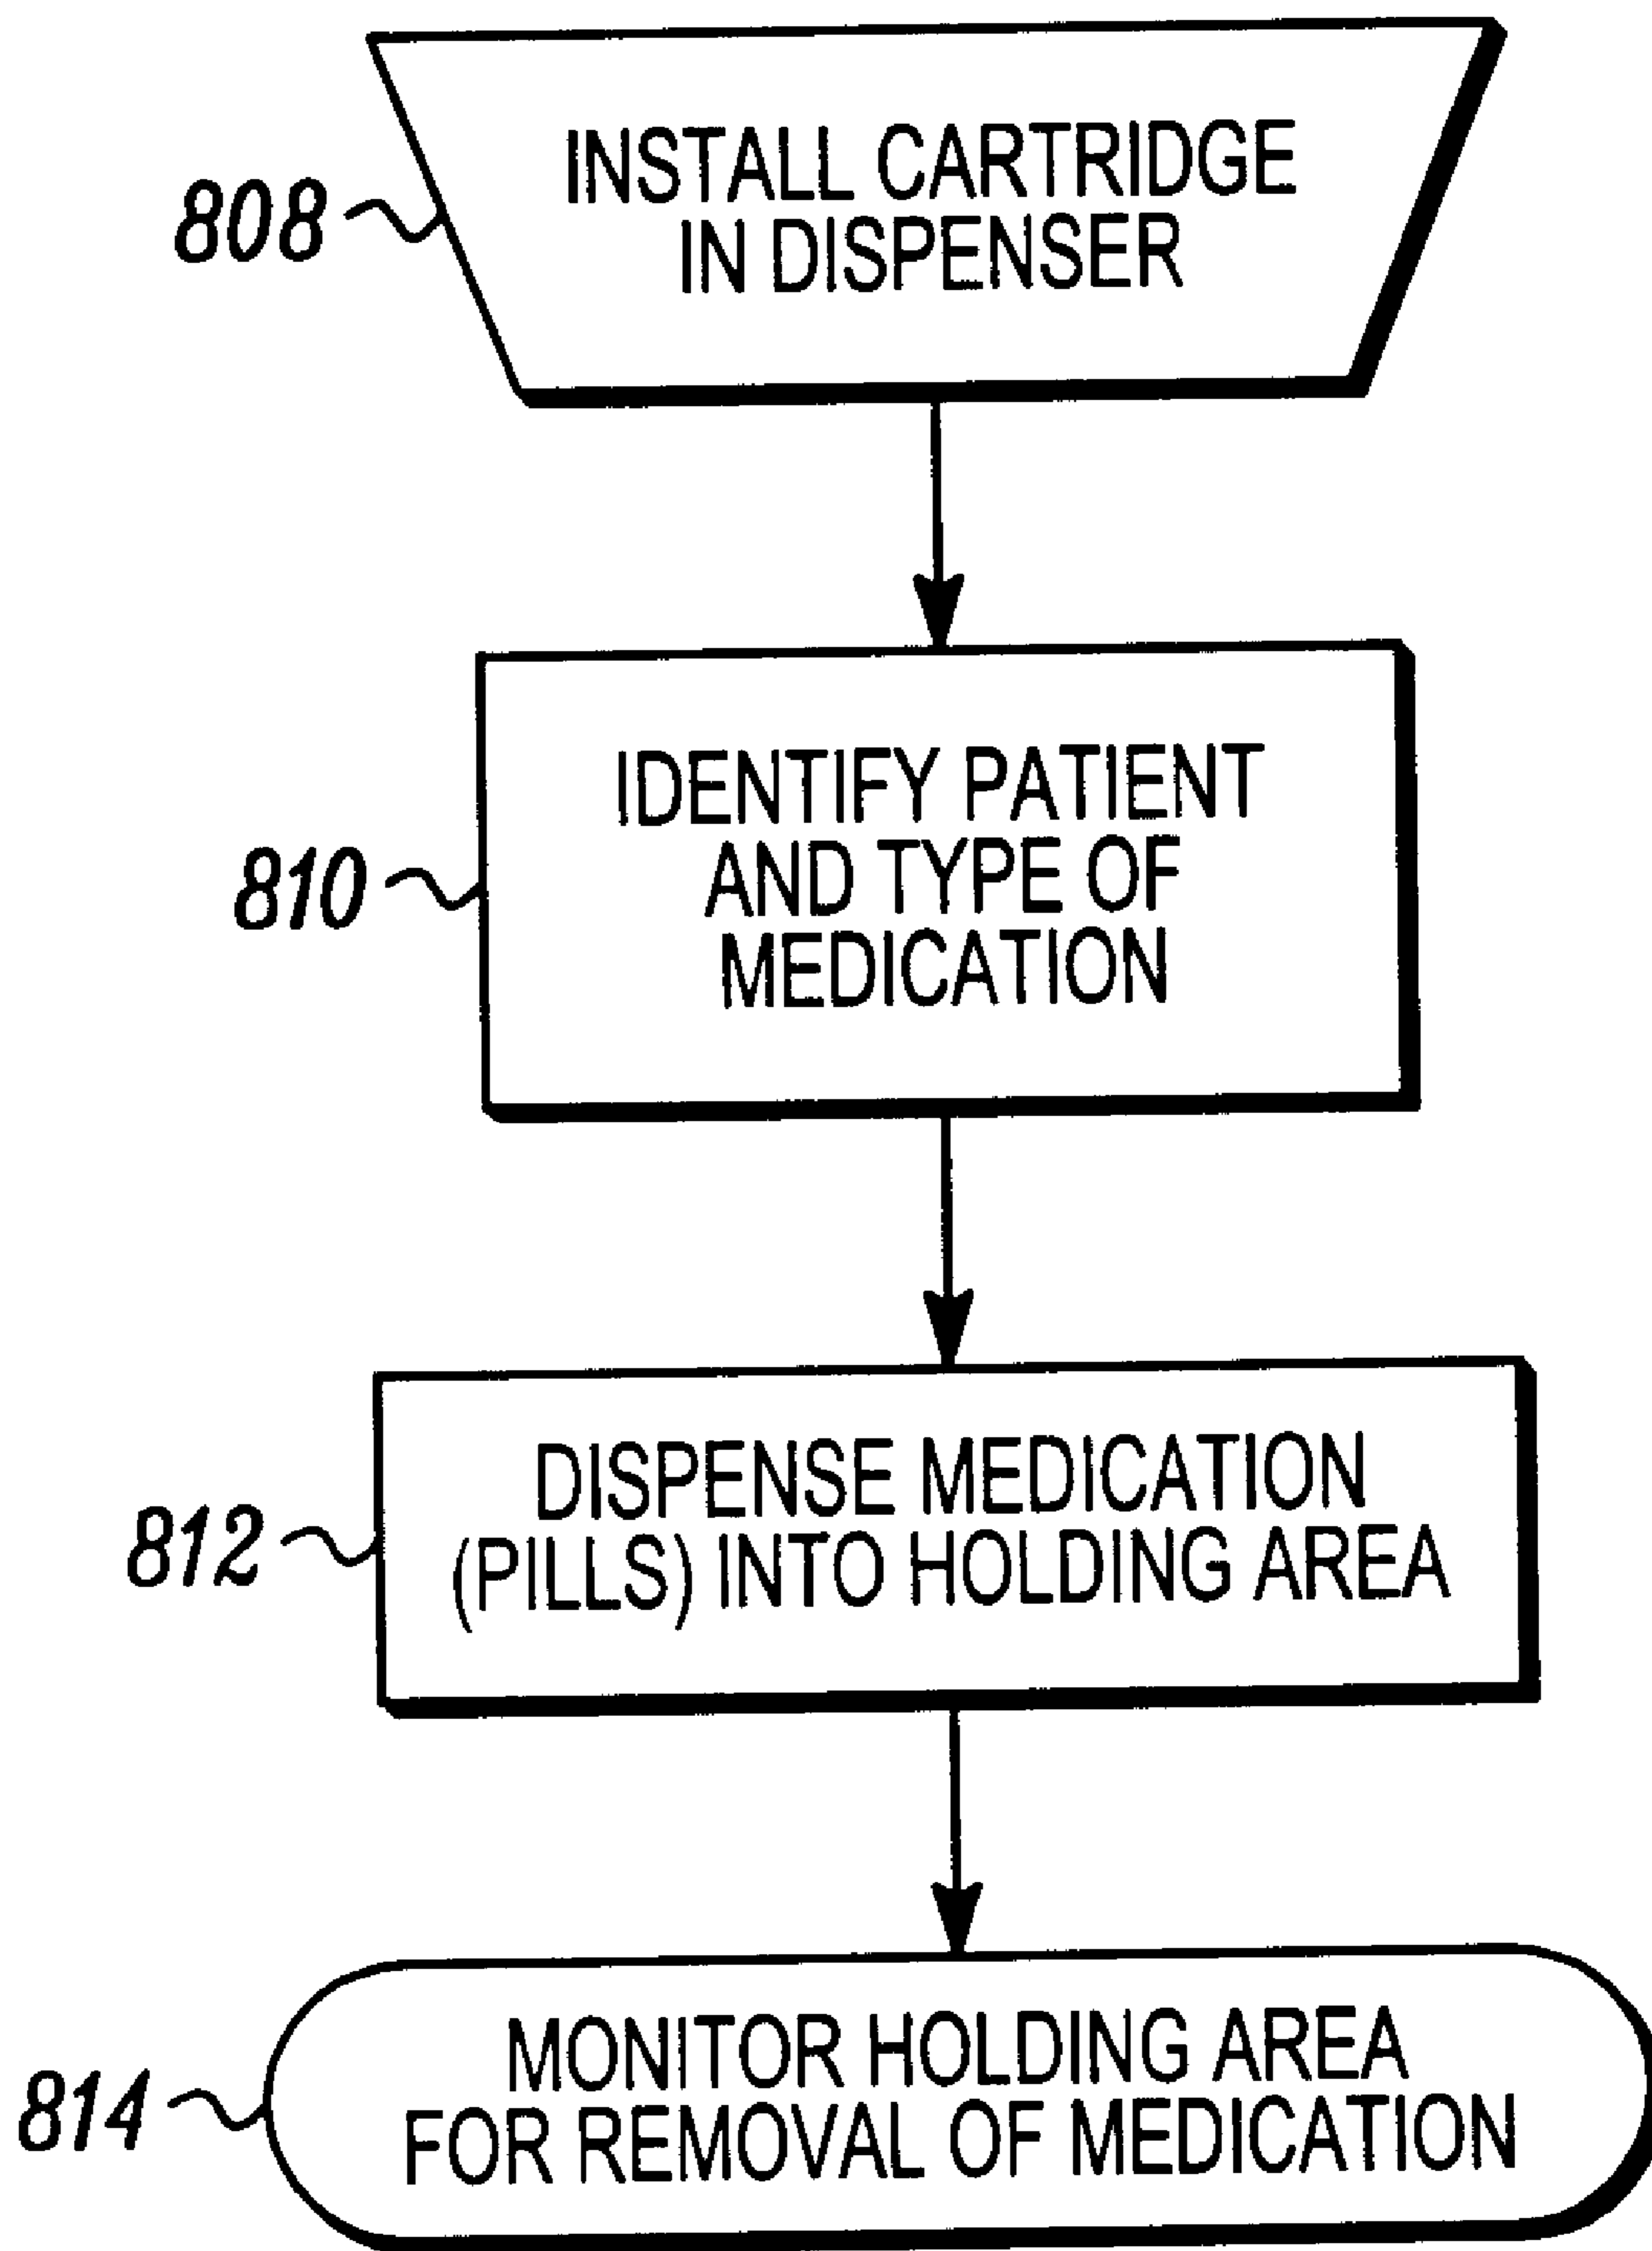 808
INSTALL CARTRIDGE
IN DISPENSER
810
IDENTIFY PATIENT
AND TYPE OF
MEDICATION
812
DISPENSE MEDICATION
(PILLS) INTO HOLDING AREA
814
MONITOR HOLDING AREA
FOR REMOVAL OF MEDICATION